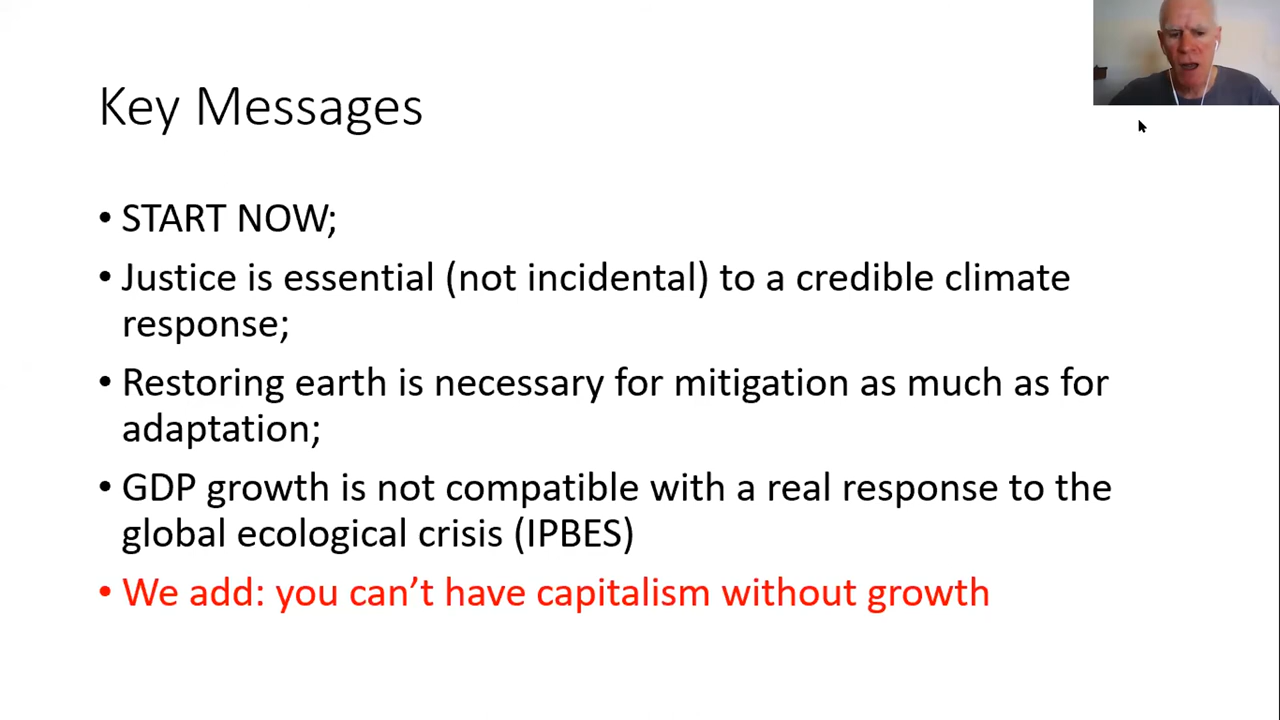 Key Messages
• START NOW;
• Justice is essential (not incidental) to a credible climate
response;
• Restoring earth is necessary for mitigation as much as for
adaptation;
• GDP growth is not compatible with a real response to the
global ecological crisis (IPBES)
• We add: you can’t have capitalism without growth